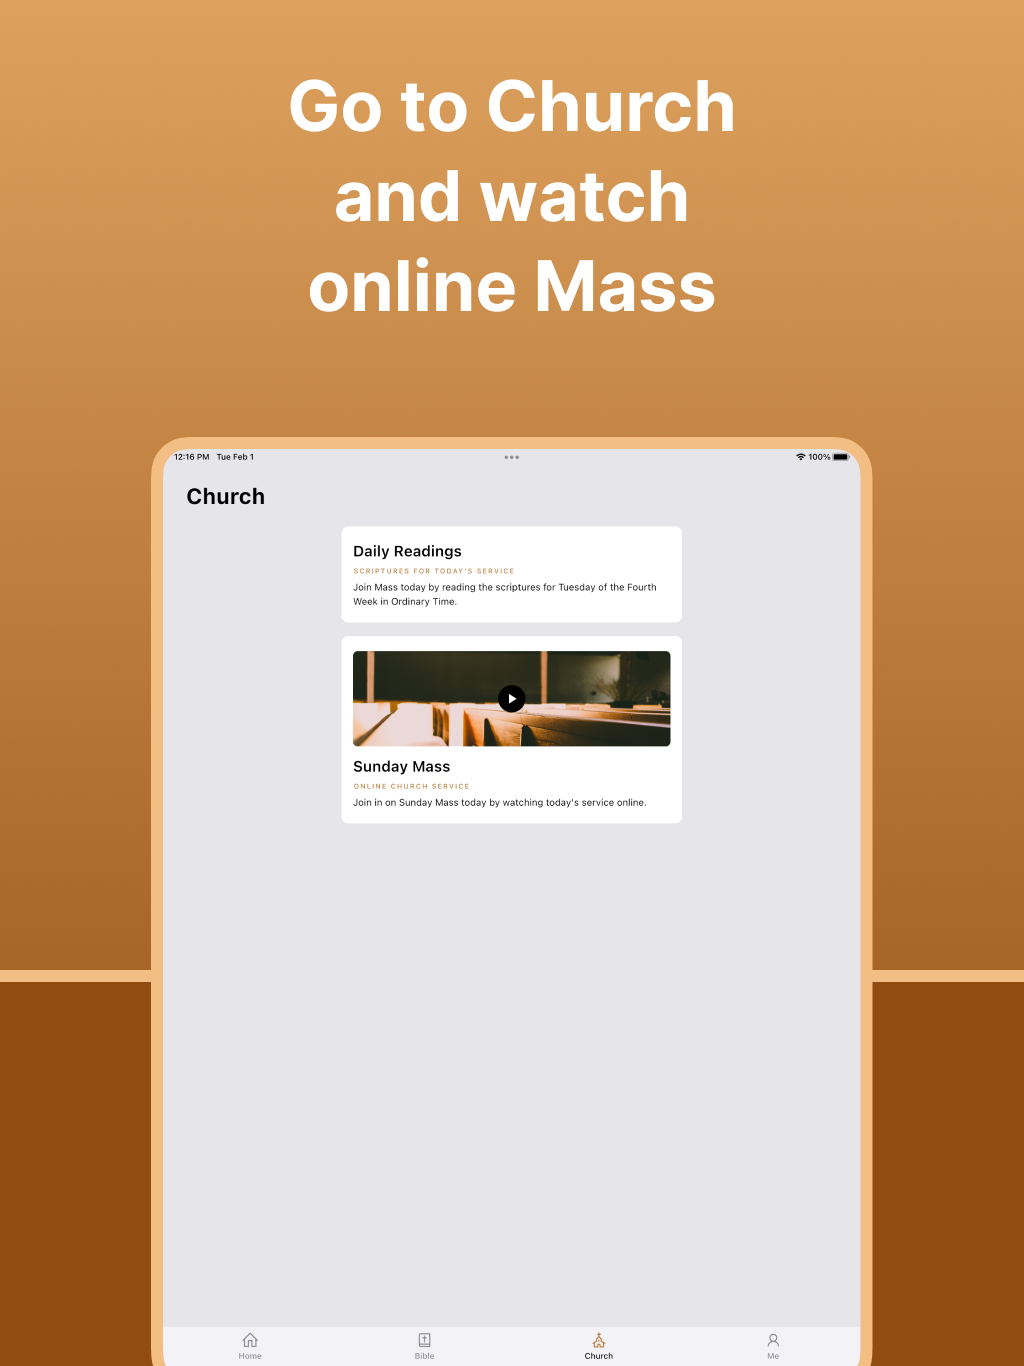 Go to Church
and watch
online Mass
12:16 PM Tue Feb 1
100%
Church
Daily Readings
SCRIPTURES FOR TODAY'S SERVICE
Join Mass today by reading the scriptures for Tuesday of the Fourth
Week in Ordinary Time.
Sunday Mass
ONLINE CHURCH SERVICE
Join in on Sunday Mass today by watching today's service online.
Home
Bible
Church
Me